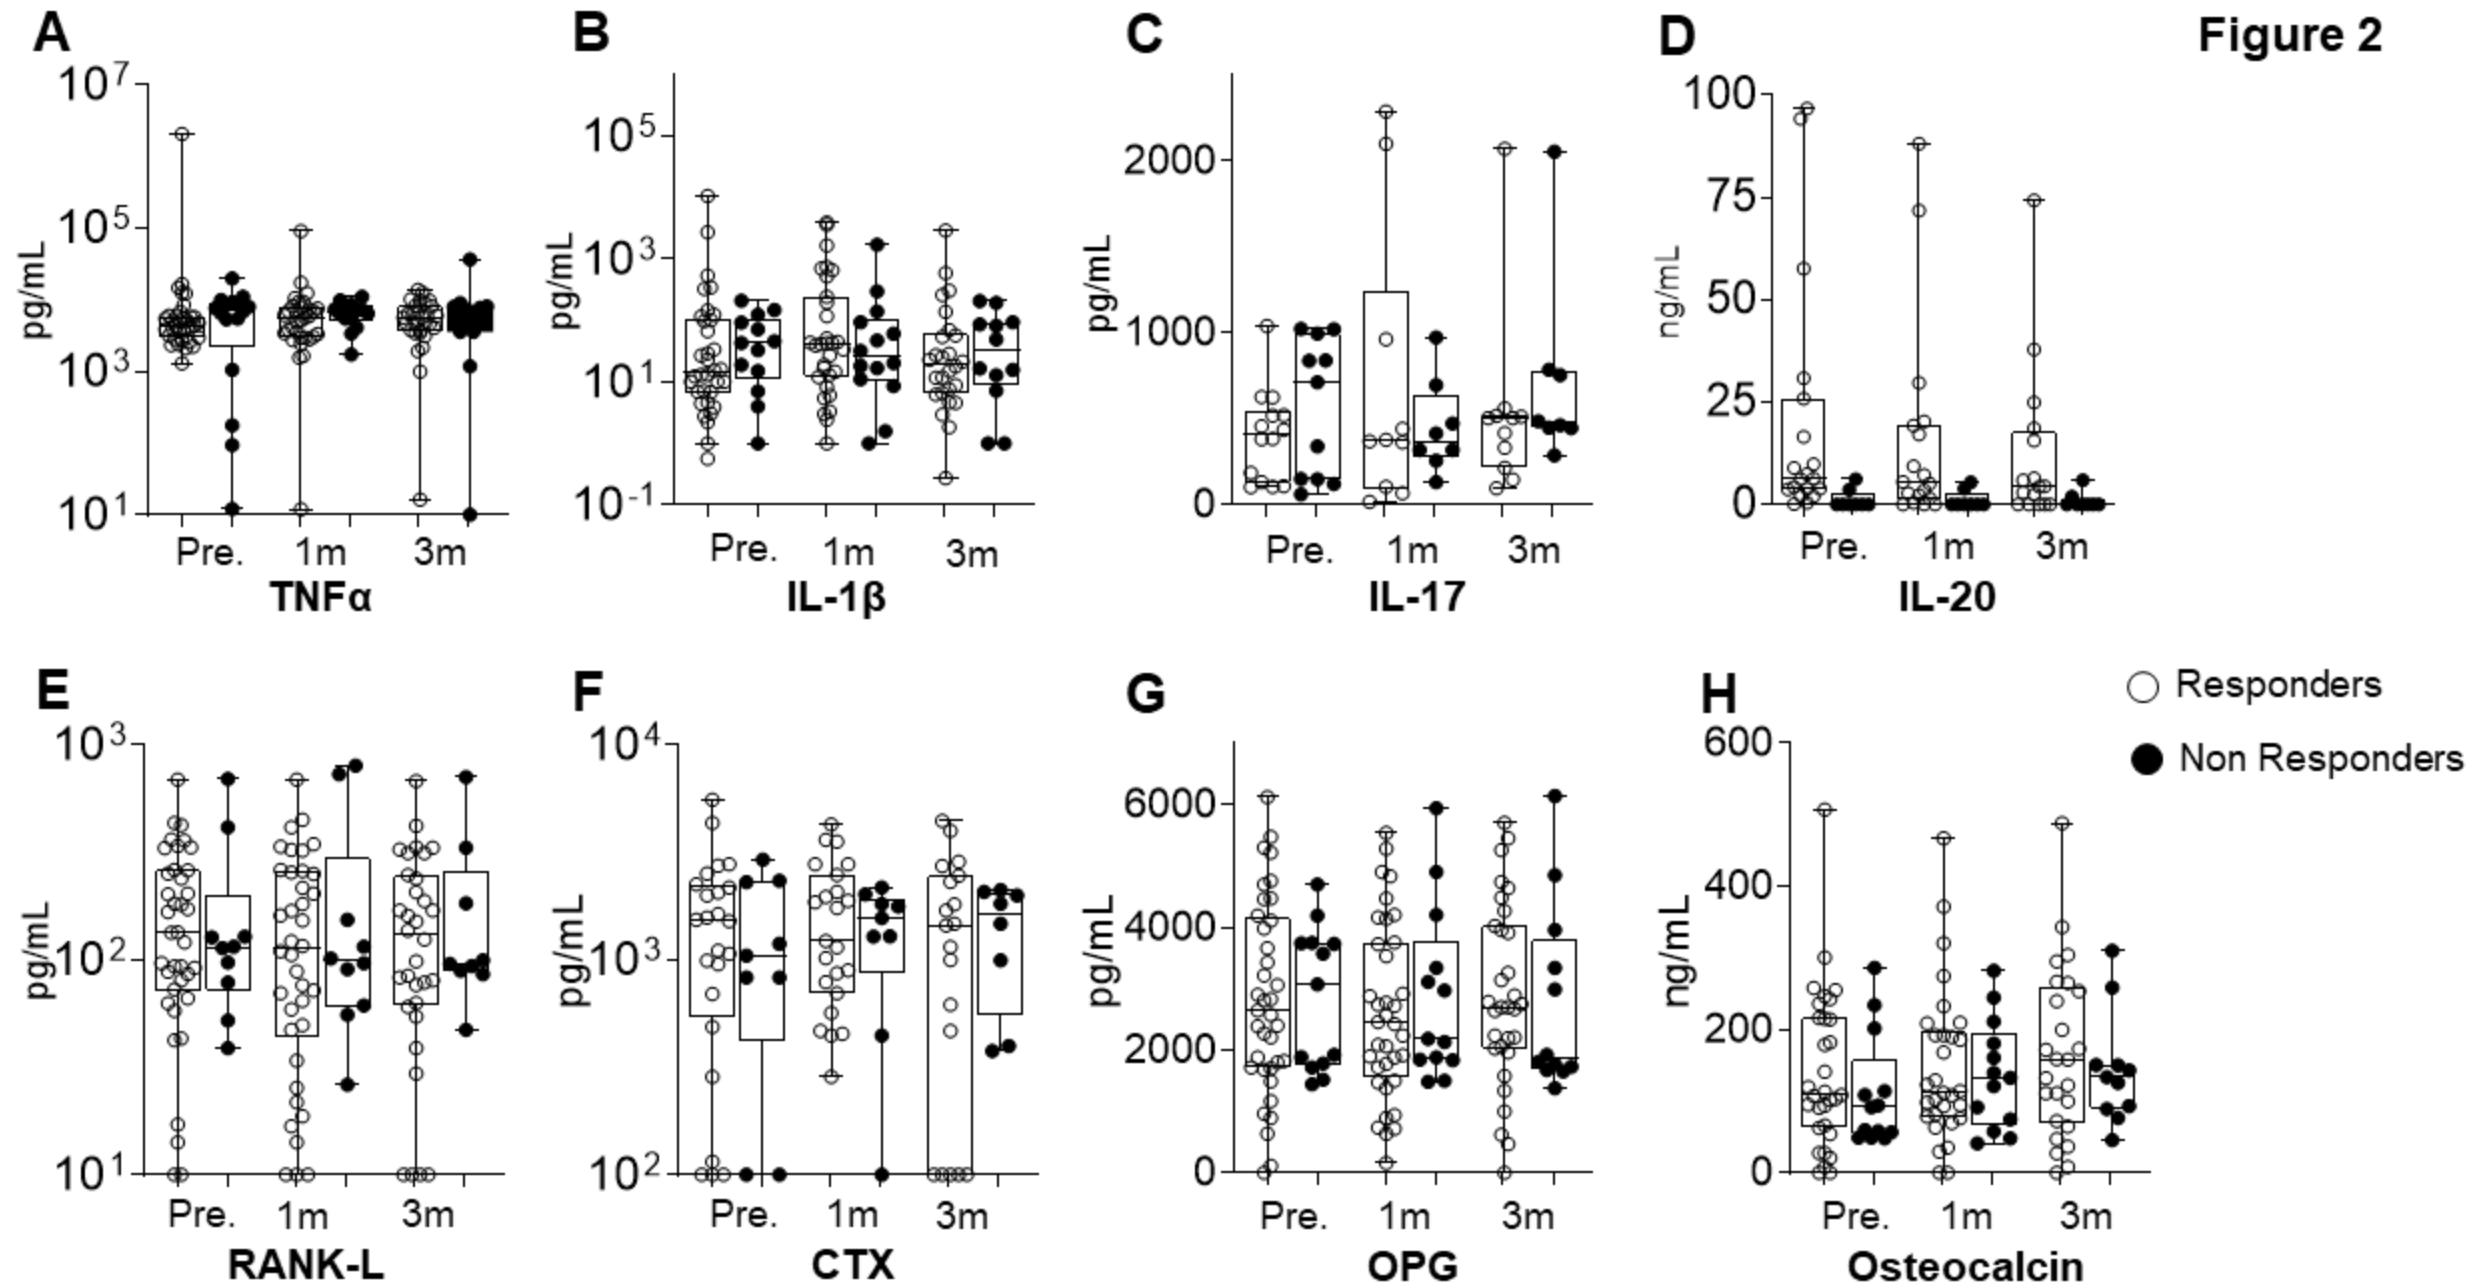 Figure 2
A
10⁷
10⁵
10³
10¹
pg/mL
Pre. 1m 3m
TNFα
B
10⁵
10³
10¹
10⁻¹
pg/mL
Pre. 1m 3m
IL-1β
C
2000
1000
0
pg/mL
Pre. 1m 3m
IL-17
D
100
75
50
25
0
ng/mL
Pre. 1m 3m
IL-20
E
10³
10²
10¹
pg/mL
Pre. 1m 3m
RANK-L
F
10⁴
10³
10²
pg/mL
Pre. 1m 3m
CTX
G
6000
4000
2000
0
pg/mL
Pre. 1m 3m
OPG
H
600
400
200
0
ng/mL
Pre. 1m 3m
Osteocalcin
Responders
Non Responders